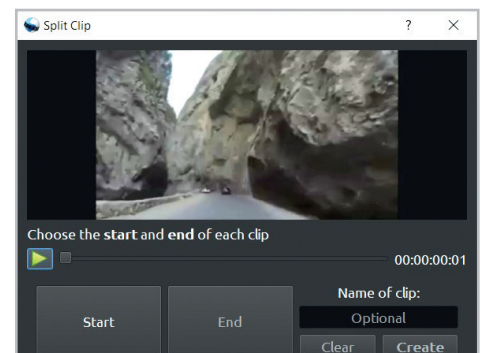 Split Clip ? ×
Choose the start and end of each clip
00:00:00:01
Name of clip:
Start End Optional
Clear Create